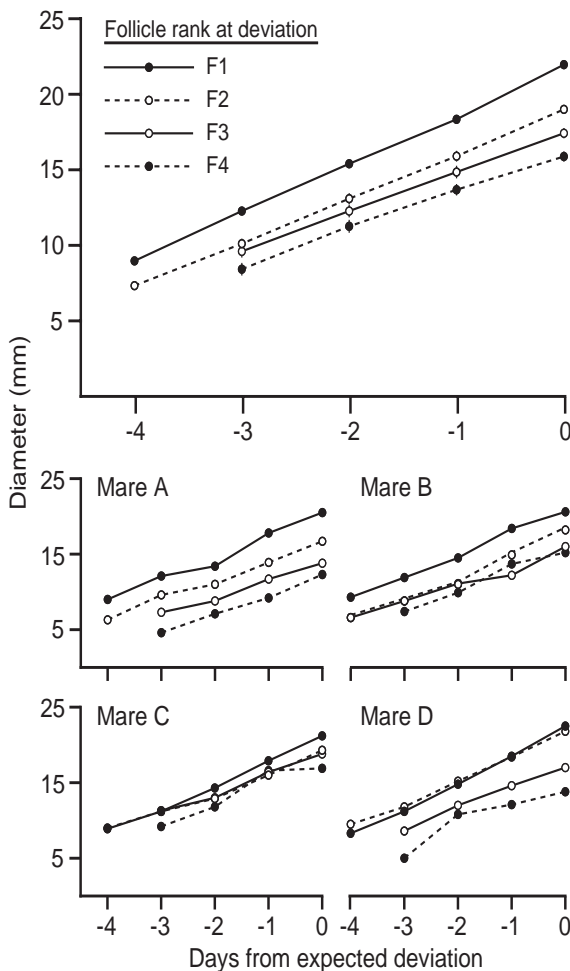 Follicle rank at deviation
F1
F2
F3
F4
25
20
15
10
5
-4 -3 -2 -1 0
Diameter (mm)
Mare A
Mare B
25
15
5
Mare C
Mare D
25
15
5
-4 -3 -2 -1 0 -4 -3 -2 -1 0
Days from expected deviation